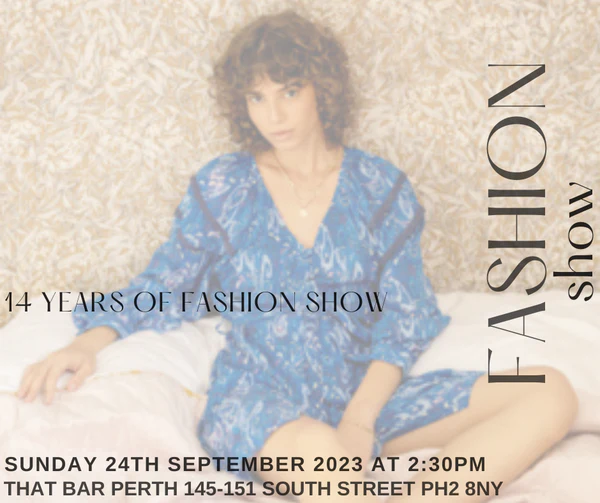 FASHION
show
14 YEARS OF FASHION SHOW
SUNDAY 24TH SEPTEMBER 2023 AT 2:30PM
THAT BAR PERTH 145-151 SOUTH STREET PH2 8NY